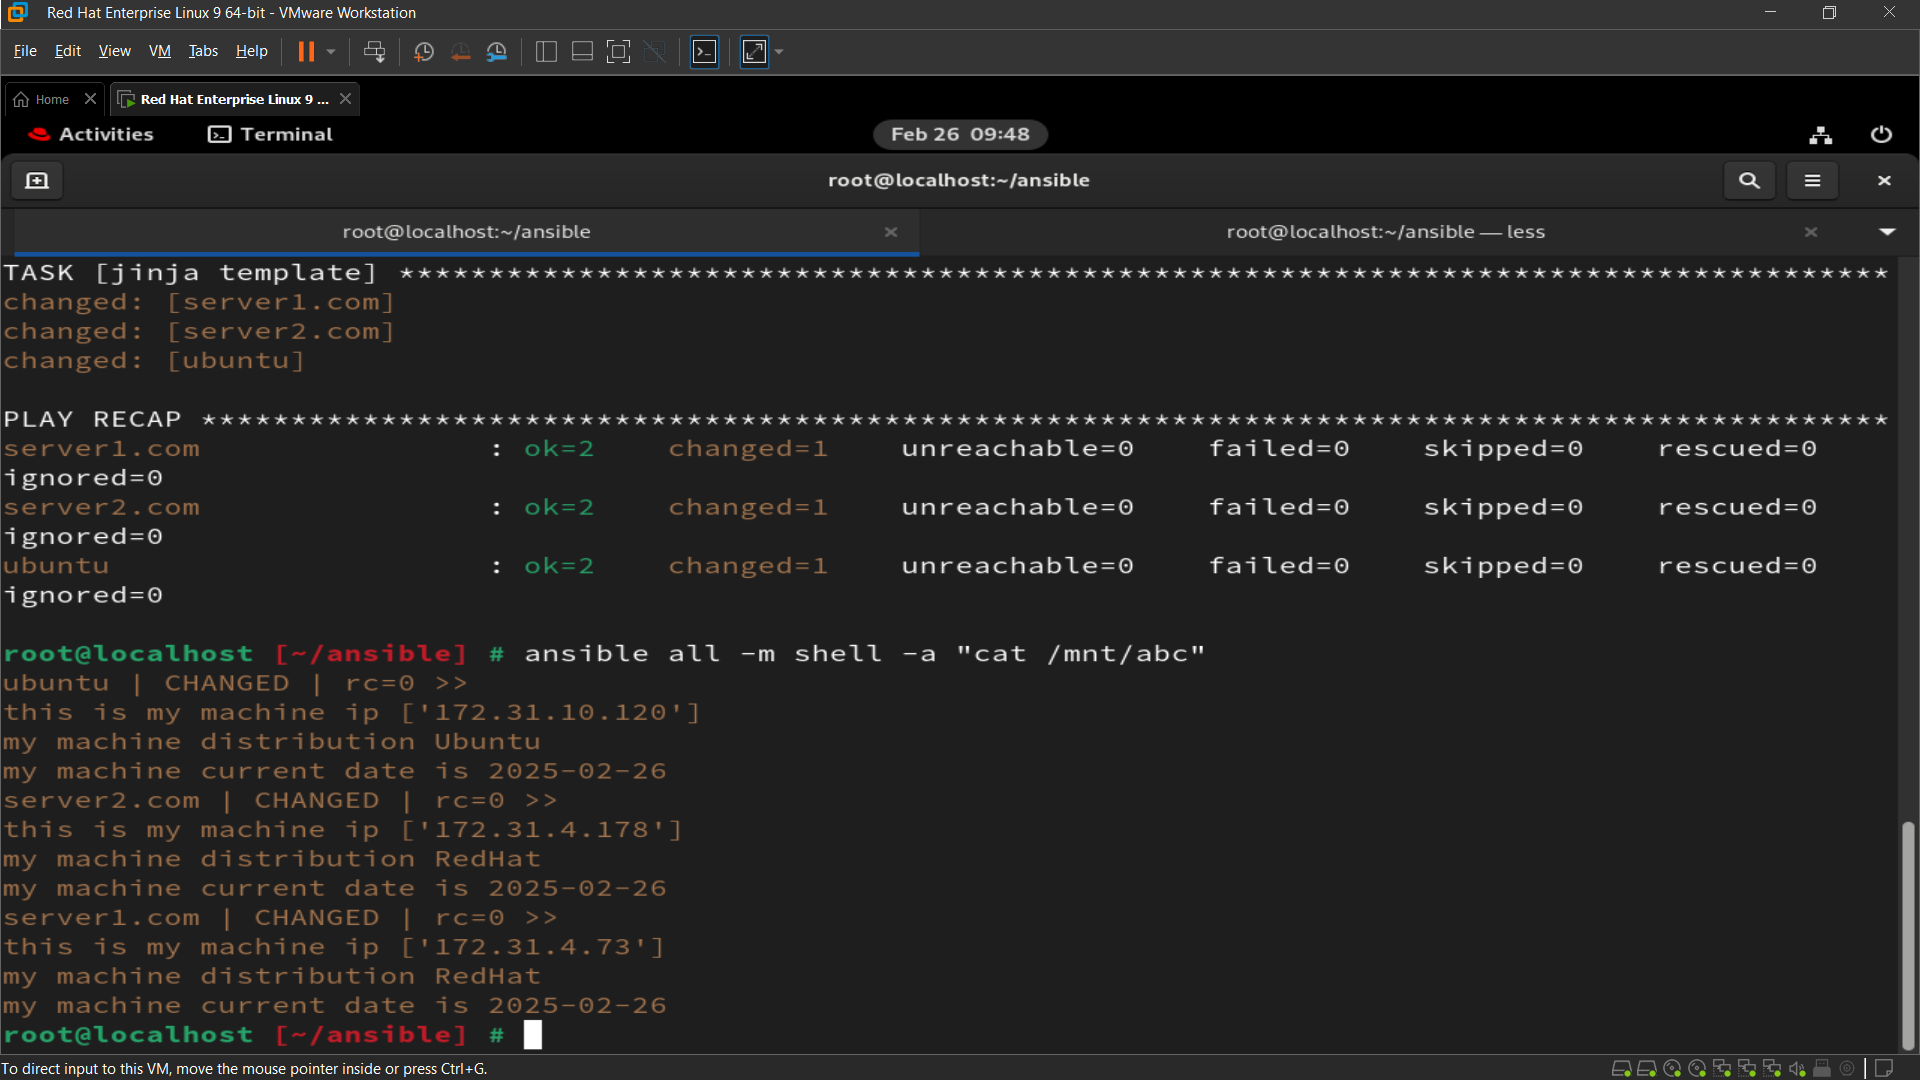 Red Hat Enterprise Linux 9 64-bit - VMware Workstation
File Edit View VM Tabs Help
Home Red Hat Enterprise Linux 9 ...
Activities Terminal Feb 26 09:48
root@localhost:~/ansible
root@localhost:~/ansible root@localhost:~/ansible — less
TASK [jinja template] ***********************************************************************************
changed: [server1.com]
changed: [server2.com]
changed: [ubuntu]
PLAY RECAP **********************************************************************************************
server1.com : ok=2 changed=1 unreachable=0 failed=0 skipped=0 rescued=0
ignored=0
server2.com : ok=2 changed=1 unreachable=0 failed=0 skipped=0 rescued=0
ignored=0
ubuntu : ok=2 changed=1 unreachable=0 failed=0 skipped=0 rescued=0
ignored=0
root@localhost [~/ansible] # ansible all -m shell -a "cat /mnt/abc"
ubuntu | CHANGED | rc=0 >>
this is my machine ip ['172.31.10.120']
my machine distribution Ubuntu
my machine current date is 2025-02-26
server2.com | CHANGED | rc=0 >>
this is my machine ip ['172.31.4.178']
my machine distribution RedHat
my machine current date is 2025-02-26
server1.com | CHANGED | rc=0 >>
this is my machine ip ['172.31.4.73']
my machine distribution RedHat
my machine current date is 2025-02-26
root@localhost [~/ansible] #
To direct input to this VM, move the mouse pointer inside or press Ctrl+G.